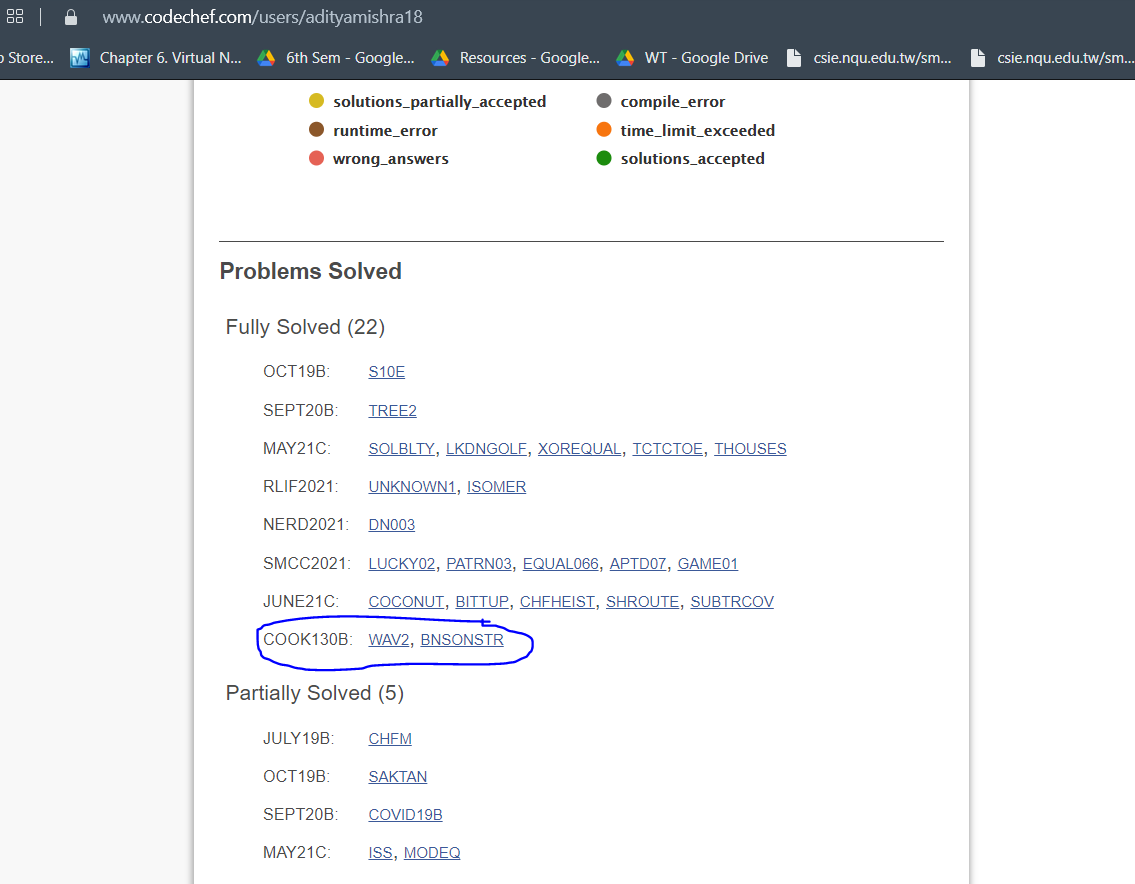 www.codechef.com/users/adityamishra18
Store... Chapter 6. Virtual N... 6th Sem - Google... Resources - Google... WT - Google Drive csie.nqu.edu.tw/sm... csie.nqu.edu.tw/sm...
solutions_partially_accepted compile_error
runtime_error time_limit_exceeded
wrong_answers solutions_accepted
Problems Solved
Fully Solved (22)
OCT19B: S10E
SEPT20B: TREE2
MAY21C: SOLBLTY, LKDNGOLF, XOREQUAL, TCTCTOE, THOUSES
RLIF2021: UNKNOWN1, ISOMER
NERD2021: DN003
SMCC2021: LUCKY02, PATRN03, EQUAL066, APTD07, GAME01
JUNE21C: COCONUT, BITTUP, CHFHEIST, SHROUTE, SUBTRCOV
COOK130B: WAV2, BNSONSTR
Partially Solved (5)
JULY19B: CHFM
OCT19B: SAKTAN
SEPT20B: COVID19B
MAY21C: ISS, MODEQ